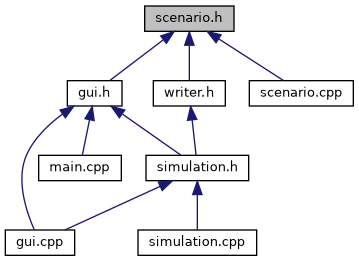 scenario.h
gui.h
writer.h
scenario.cpp
main.cpp
simulation.h
gui.cpp
simulation.cpp